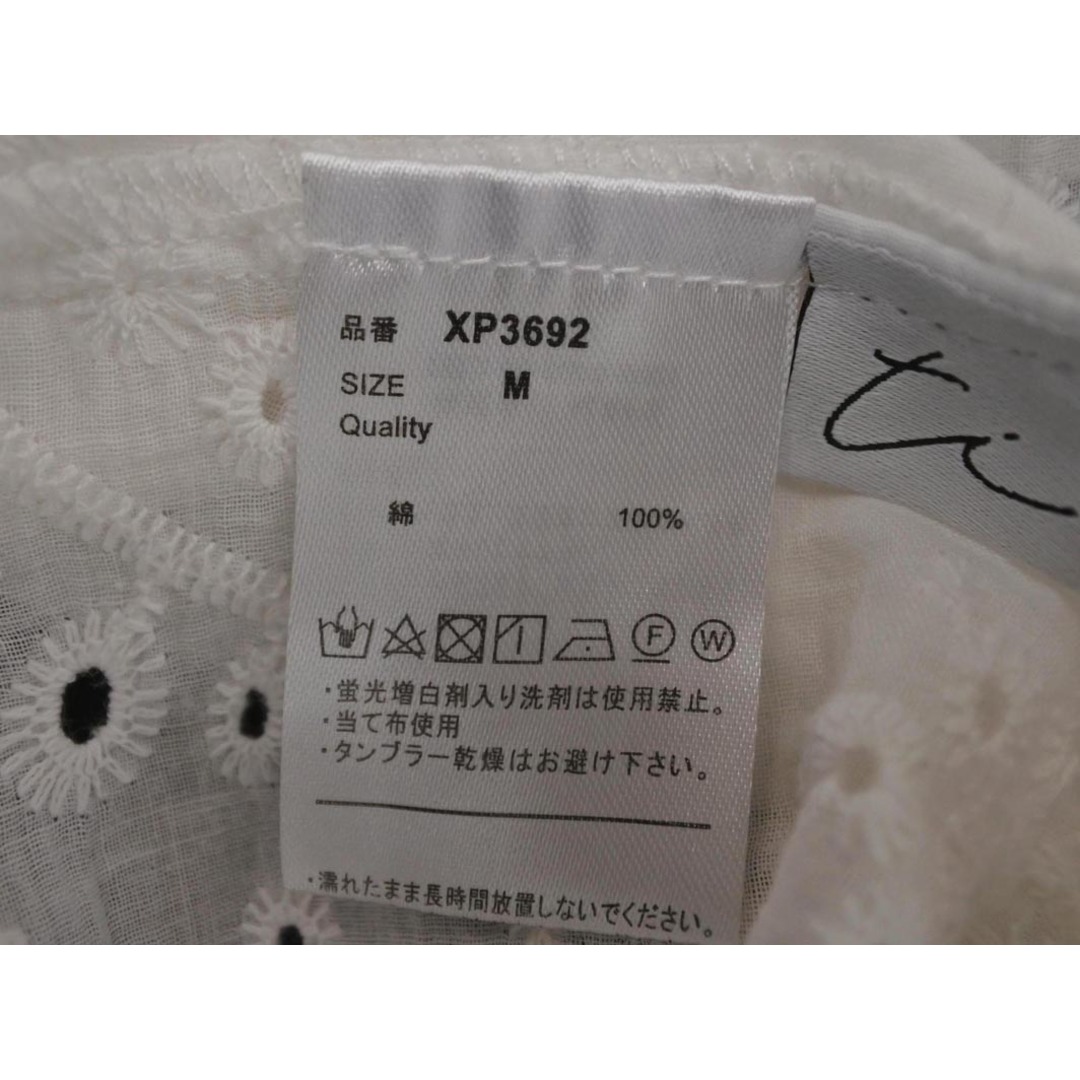 品番 XP3692
SIZE M
Quality
綿 100%
F W
・蛍光増白剤入り洗剤は使用禁止。
・当て布使用
・タンブラー乾燥はお避け下さい。
・濡れたまま長時間放置しないでください。
ti